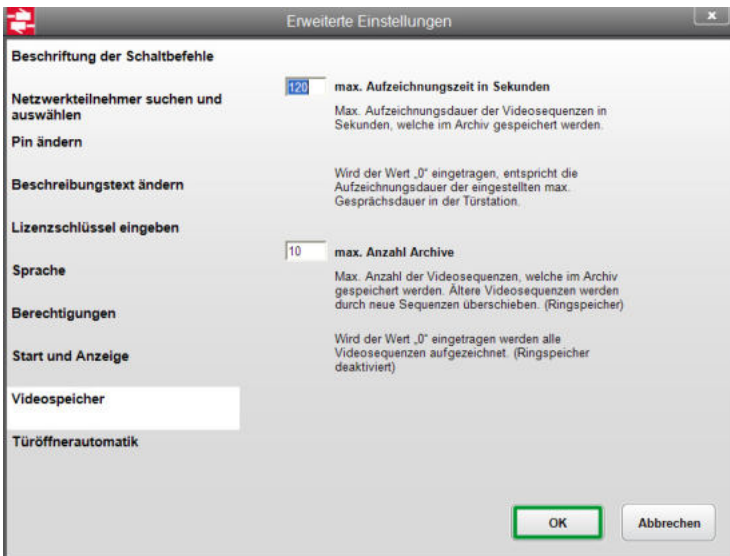 Erweiterte Einstellungen
x
Beschriftung der Schaltbefehle
Netzwerkteilnehmer suchen und
auswählen
Pin ändern
Beschreibungstext ändern
Lizenzschlüssel eingeben
Sprache
Berechtigungen
Start und Anzeige
Videospeicher
Türöffnerautomatik
120 max. Aufzeichnungszeit in Sekunden
Max. Aufzeichnungsdauer der Videosequenzen in
Sekunden, welche im Archiv gespeichert werden.
Wird der Wert „0“ eingetragen, entspricht die
Aufzeichnungsdauer der eingestellten max.
Gesprächsdauer in der Türstation.
10 max. Anzahl Archive
Max. Anzahl der Videosequenzen, welche im Archiv
gespeichert werden. Ältere Videosequenzen werden
durch neue Sequenzen überschieben. (Ringspeicher)
Wird der Wert „0“ eingetragen werden alle
Videosequenzen aufgezeichnet. (Ringspeicher
deaktiviert)
OK
Abbrechen